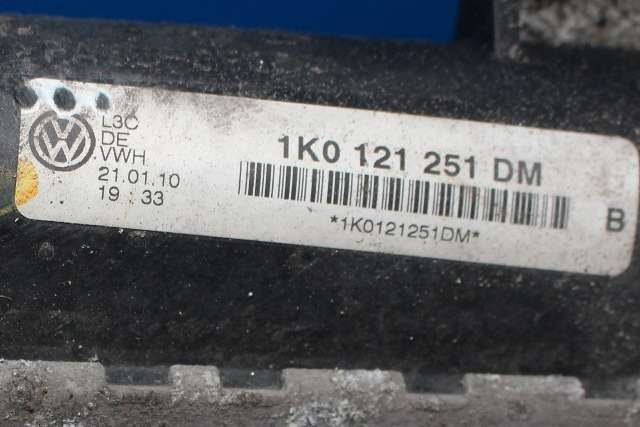 L3C
DE
VWH
21.01.10
19:33
1K0 121 251 DM
*1K0121251DM*
B